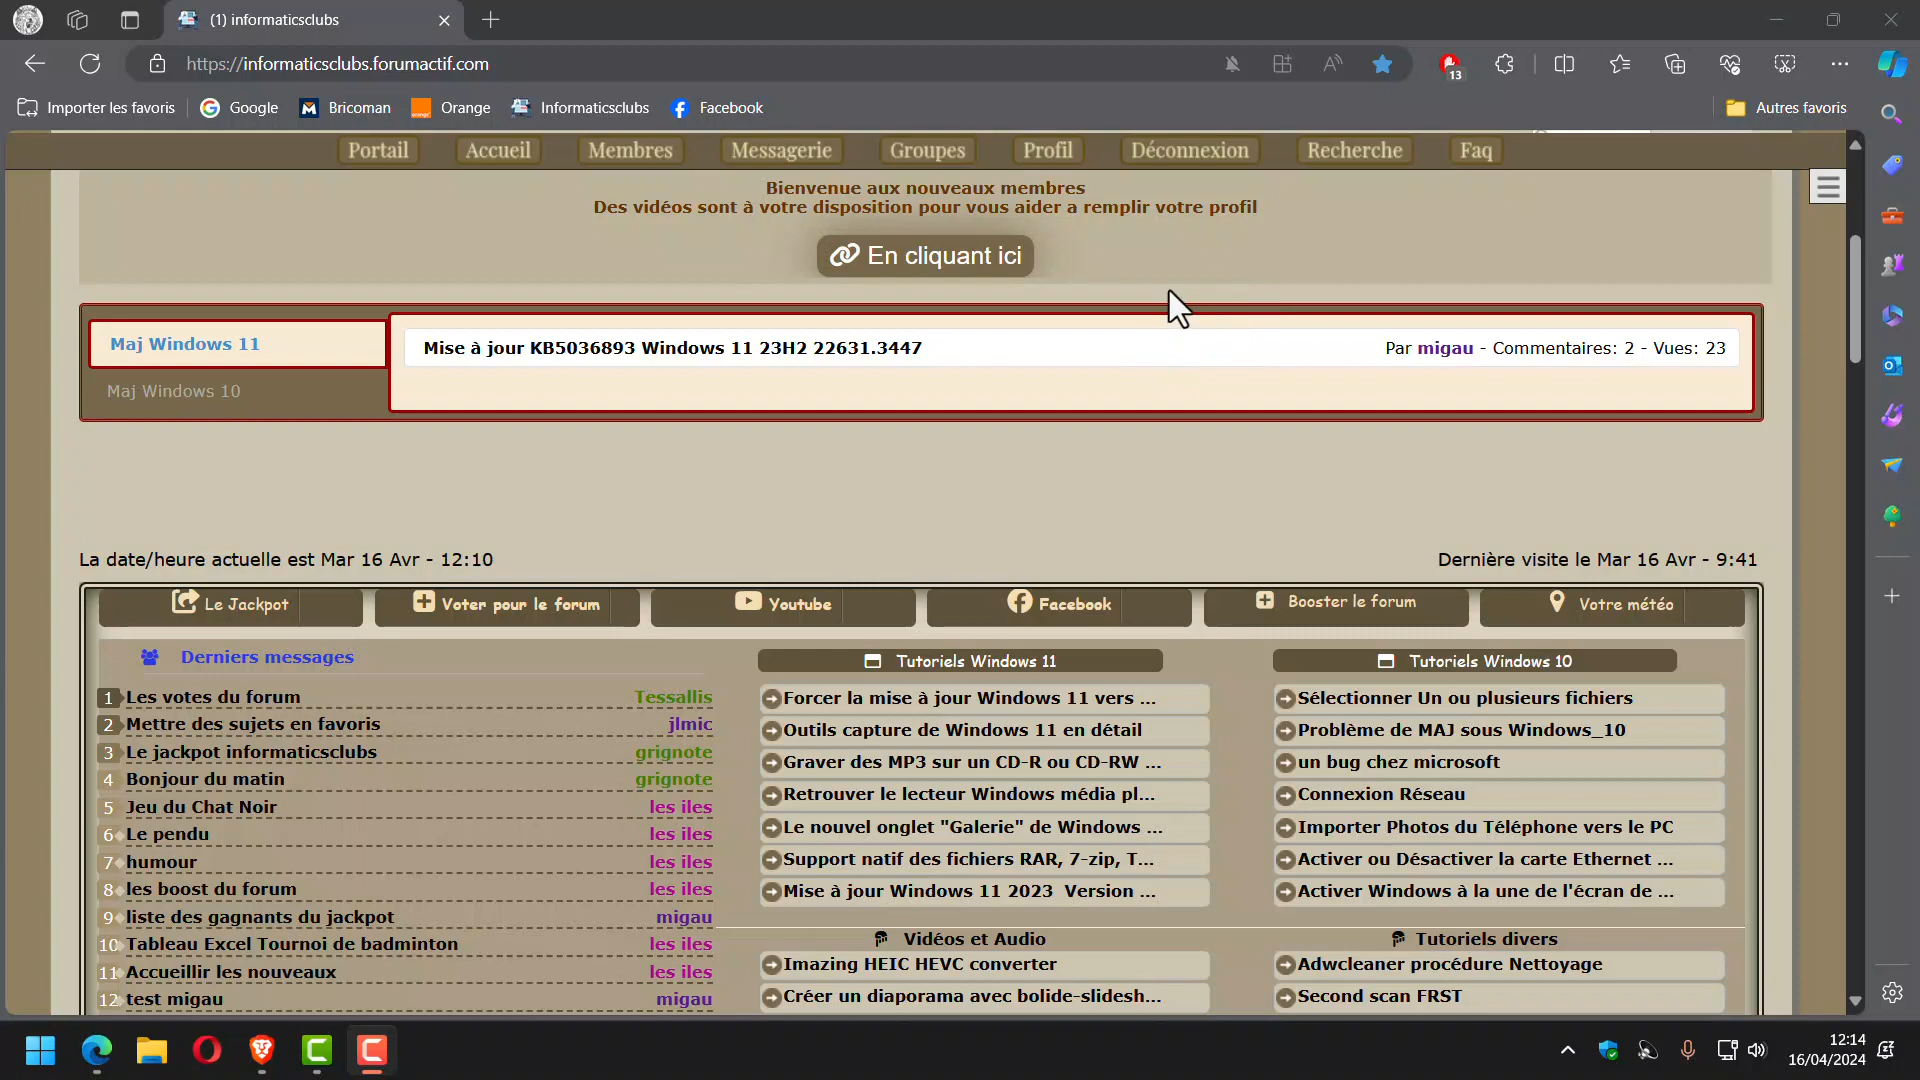 (1) informaticsclubs
https://informaticsclubs.forumactif.com
13
Importer les favoris
Google
Bricoman
Orange
Informaticsclubs
Facebook
Autres favoris
Portail
Accueil
Membres
Messagerie
Groupes
Profil
Déconnexion
Recherche
Faq
Bienvenue aux nouveaux membres
Des vidéos sont à votre disposition pour vous aider a remplir votre profil
En cliquant ici
Maj Windows 11
Maj Windows 10
Mise à jour KB5036893 Windows 11 23H2 22631.3447
Par migau - Commentaires: 2 - Vues: 23
La date/heure actuelle est Mar 16 Avr - 12:10
Dernière visite le Mar 16 Avr - 9:41
Le Jackpot
Voter pour le forum
Youtube
Facebook
Booster le forum
Votre météo
Derniers messages
1 Les votes du forum Tessallis
2 Mettre des sujets en favoris jlmic
3 Le jackpot informaticsclubs grignote
4 Bonjour du matin grignote
5 Jeu du Chat Noir les iles
6 Le pendu les iles
7 humour les iles
8 les boost du forum les iles
9 liste des gagnants du jackpot migau
10 Tableau Excel Tournoi de badminton les iles
11 Accueillir les nouveaux les iles
12 test migau migau
Tutoriels Windows 11
Forcer la mise à jour Windows 11 vers ...
Outils capture de Windows 11 en détail
Graver des MP3 sur un CD-R ou CD-RW ...
Retrouver le lecteur Windows média pl...
Le nouvel onglet "Galerie" de Windows ...
Support natif des fichiers RAR, 7-zip, T...
Mise à jour Windows 11 2023 Version ...
Tutoriels Windows 10
Sélectionner Un ou plusieurs fichiers
Problème de MAJ sous Windows_10
un bug chez microsoft
Connexion Réseau
Importer Photos du Téléphone vers le PC
Activer ou Désactiver la carte Ethernet ...
Activer Windows à la une de l'écran de ...
Vidéos et Audio
Imazing HEIC HEVC converter
Créer un diaporama avec bolide-slidesh...
Tutoriels divers
Adwcleaner procédure Nettoyage
Second scan FRST
12:14
16/04/2024